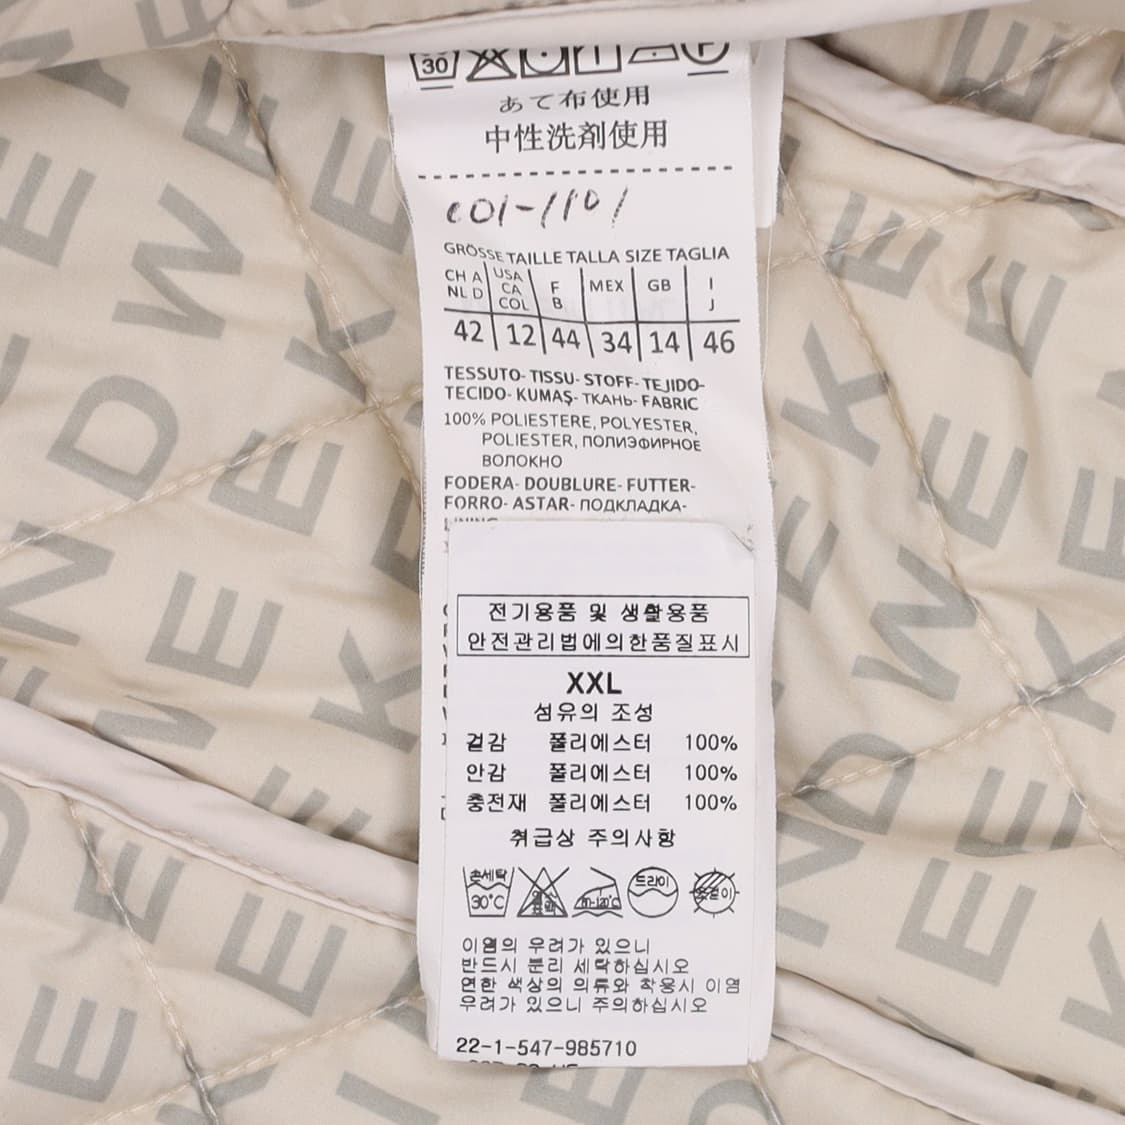 30
P
あて布使用
中性洗剤使用
C01-1101
GRÖSSE TAILLE TALLA SIZE TAGLIA
CH A USA F MEX GB I
NL D CA B J
COL
42 12 44 34 14 46
TESSUTO- TISSU- STOFF- TEJIDO-
TECIDO- KUMAŞ- ТКАНЬ- FABRIC
100% POLIESTERE, POLYESTER,
POLIESTER, ПОЛИЭФИРНОЕ
ВОЛОКНО
FODERA- DOUBLURE- FUTTER-
FORRO- ASTAR- ПОДКЛАДКА-
LINING
전기용품 및 생활용품
안전관리법에의한품질표시
XXL
섬유의 조성
겉감 폴리에스터 100%
안감 폴리에스터 100%
충전재 폴리에스터 100%
취급상 주의사항
손세탁 드라이
30°C
이염의 우려가 있으니
반드시 분리 세탁하십시오
연한 색상의 의류와 착용시 이염
우려가 있으니 주의하십시오
22-1-547-985710
WEEKEND